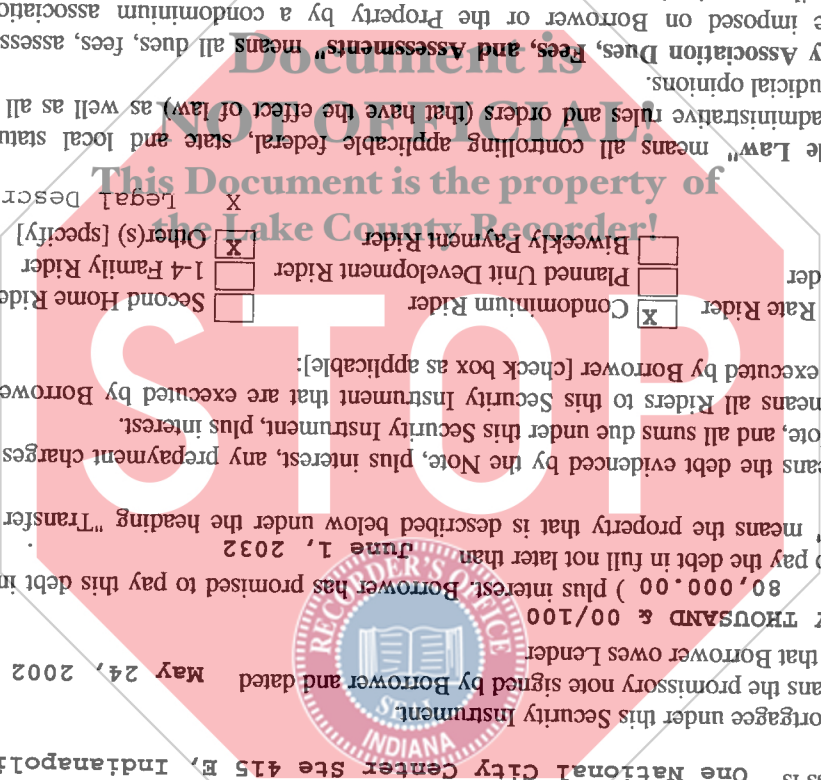 s is One National City Center Ste 415 E, Indianapoli
ortgagee under this Security Instrument.
ans the promissory note signed by Borrower and dated May 24, 2002
that Borrower owes Lender
Y THOUSAND & 00/100
80,000.00 ) plus interest. Borrower has promised to pay this debt in
o pay the debt in full not later than June 1, 2032 .
" means the property that is described below under the heading "Transfer
eans the debt evidenced by the Note, plus interest, any prepayment charges
ote, and all sums due under this Security Instrument, plus interest.
means all Riders to this Security Instrument that are executed by Borrowe
executed by Borrower [check box as applicable]:
Rate Rider X Condominium Rider Second Home Ride
der Planned Unit Development Rider 1-4 Family Rider
Biweekly Payment Rider X Other(s) [specify]
X Legal Descr
le Law" means all controlling applicable federal, state and local statu
administrative rules and orders (that have the effect of law) as well as all
udicial opinions.
y Association Dues, Fees, and Assessments" means all dues, fees, assess
e imposed on Borrower or the Property by a condominium associatio
Document is
NOT OFFICIAL!
This Document is the property of
the Lake County Recorder!
STOP
RECORDER'S OFFICE
SEAL
INDIANA